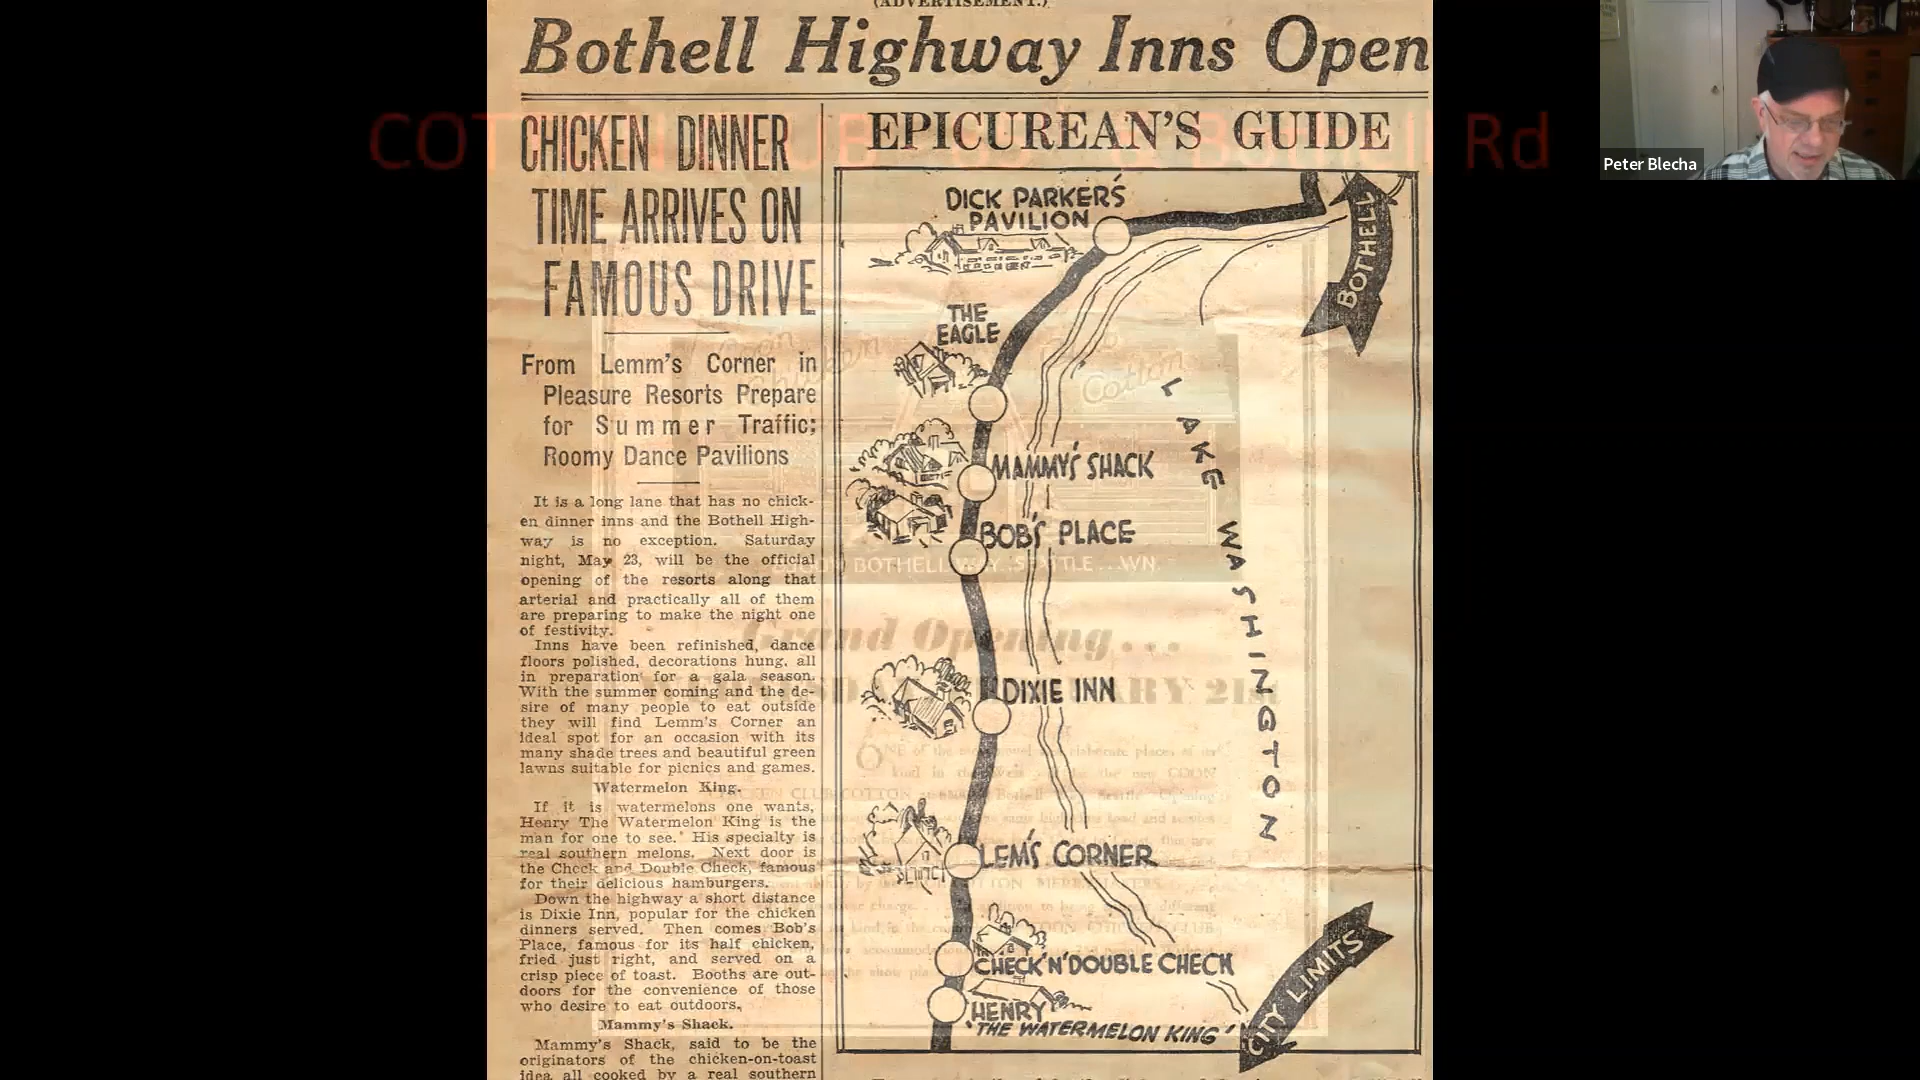 (ADVERTISEMENT.)
Bothell Highway Inns Open
CHICKEN DINNER
TIME ARRIVES ON
FAMOUS DRIVE
From Lemm's Corner in
Pleasure Resorts Prepare
for Summer Traffic;
Roomy Dance Pavilions
It is a long lane that has no chick-
en dinner inns and the Bothell High-
way is no exception. Saturday
night, May 23, will be the official
opening of the resorts along that
arterial and practically all of them
are preparing to make the night one
of festivity.
Inns have been refinished, dance
floors polished, decorations hung, all
in preparation for a gala season.
With the summer coming and the de-
sire of many people to eat outside
they will find Lemm's Corner an
ideal spot for an occasion with its
many shade trees and beautiful green
lawns suitable for picnics and games.
Watermelon King.
If it is watermelons one wants,
Henry The Watermelon King is the
man for one to see. His specialty is
real southern melons. Next door is
the Check and Double Check, famous
for their delicious hamburgers.
Down the highway a short distance
is Dixie Inn, popular for the chicken
dinners served. Then comes Bob's
Place, famous for its half chicken,
fried just right, and served on a
crisp piece of toast. Booths are out-
doors for the convenience of those
who desire to eat outdoors.
Mammy's Shack.
Mammy's Shack, said to be the
originators of the chicken-on-toast
idea all cooked by a real southern
EPICUREAN'S GUIDE
DICK PARKER'S
PAVILION
BOTHELL
THE
EAGLE
LAKE WASHINGTON
MAMMY'S SHACK
BOB'S PLACE
DIXIE INN
LEM'S CORNER
CHECK'N'DOUBLE CHECK
HENRY
'THE WATERMELON KING'
CITY LIMITS
Rd
BOTHELL WAY..SEATTLE...WN.
Grand Opening...
Peter Blecha